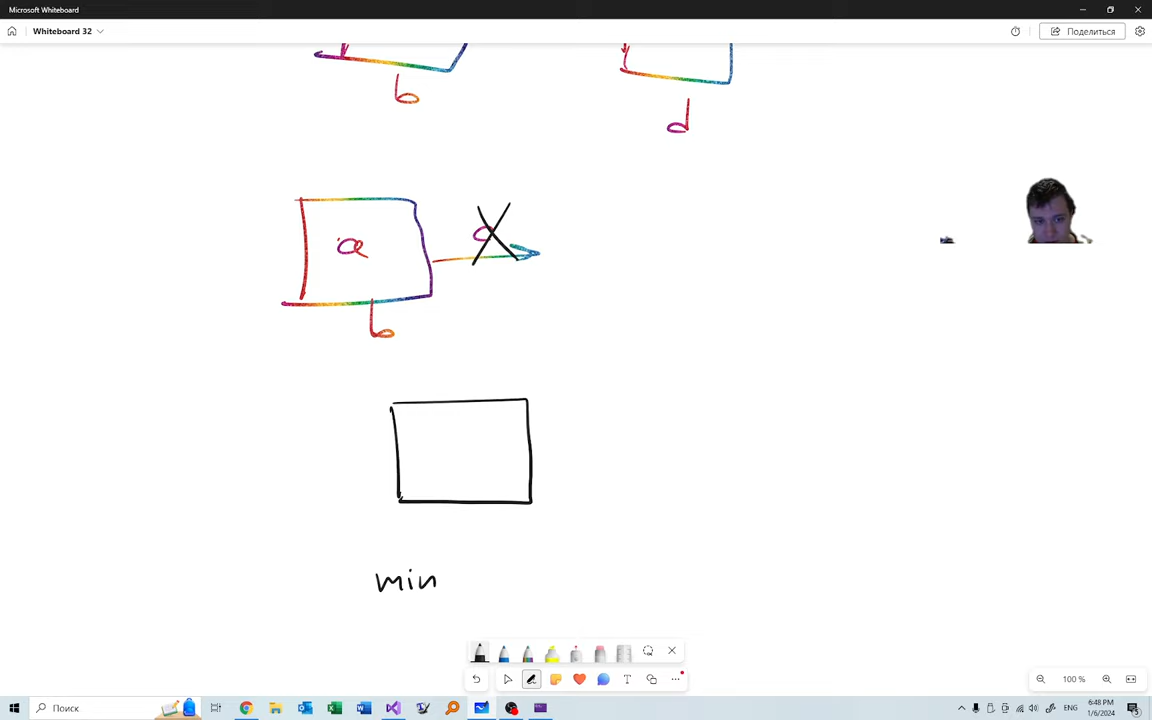 Microsoft Whiteboard
Whiteboard 32
Поделиться
b
d
a
b
min
100 %
Поиск
ENG
6:48 PM
1/6/2024